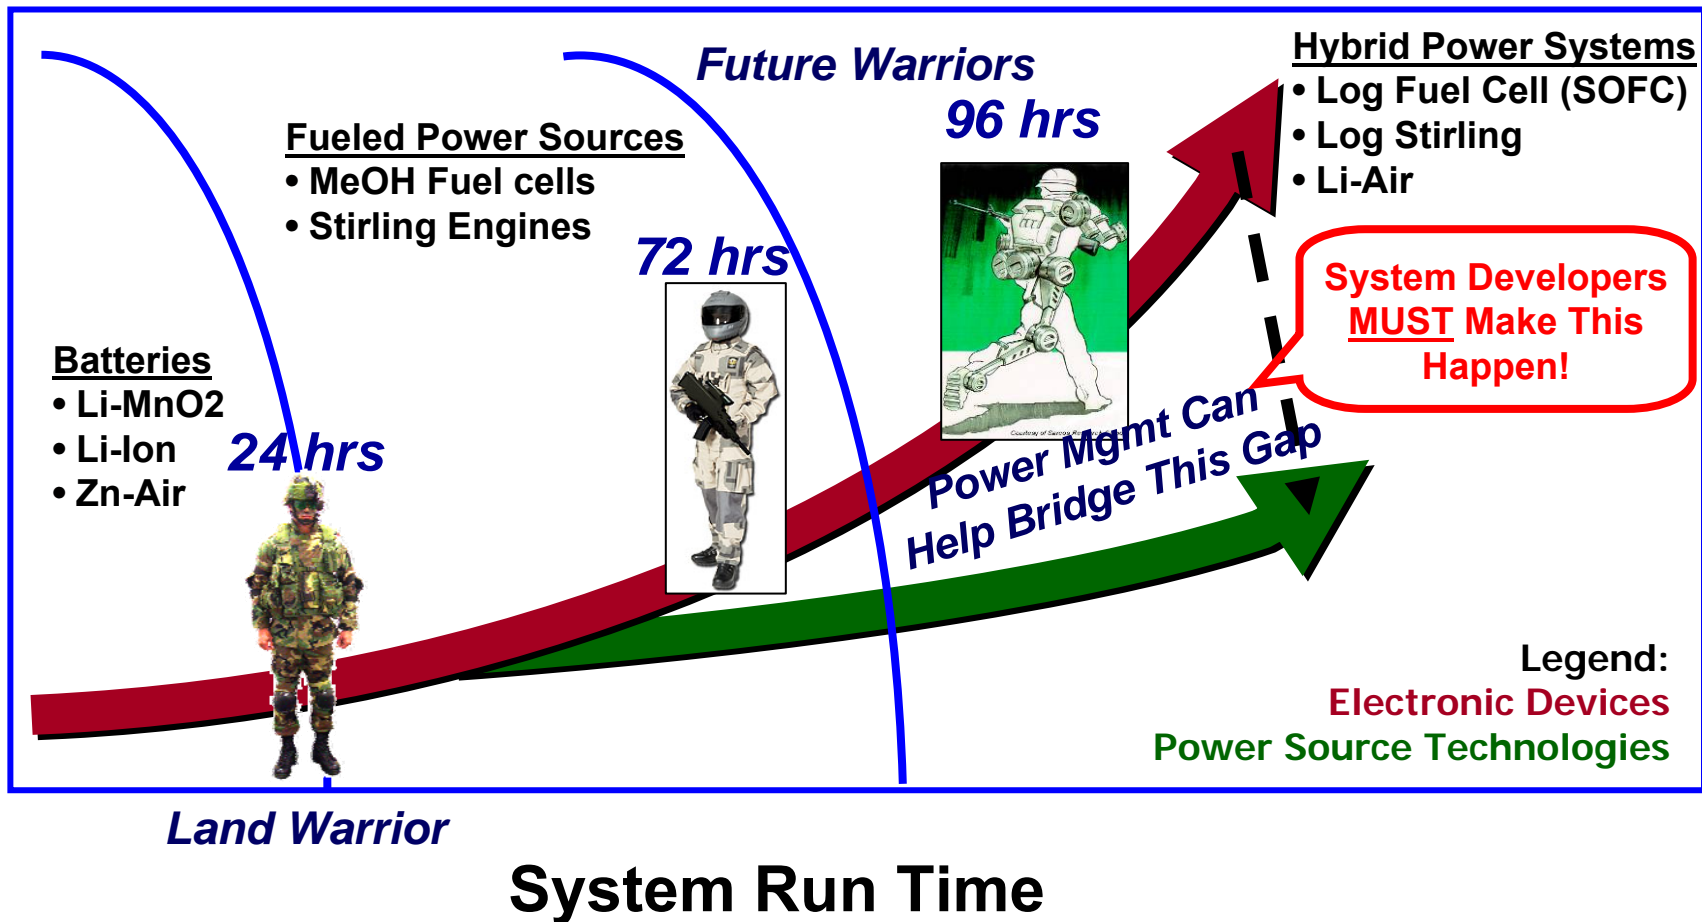 Future Warriors
96 hrs
Hybrid Power Systems
• Log Fuel Cell (SOFC)
• Log Stirling
• Li-Air
Fueled Power Sources
• MeOH Fuel cells
• Stirling Engines
72 hrs
System Developers
MUST Make This
Happen!
Batteries
• Li-MnO2
• Li-Ion
• Zn-Air
24 hrs
Courtesy of Sarcos
Power Mgmt Can
Help Bridge This Gap
Legend:
Electronic Devices
Power Source Technologies
Land Warrior
System Run Time